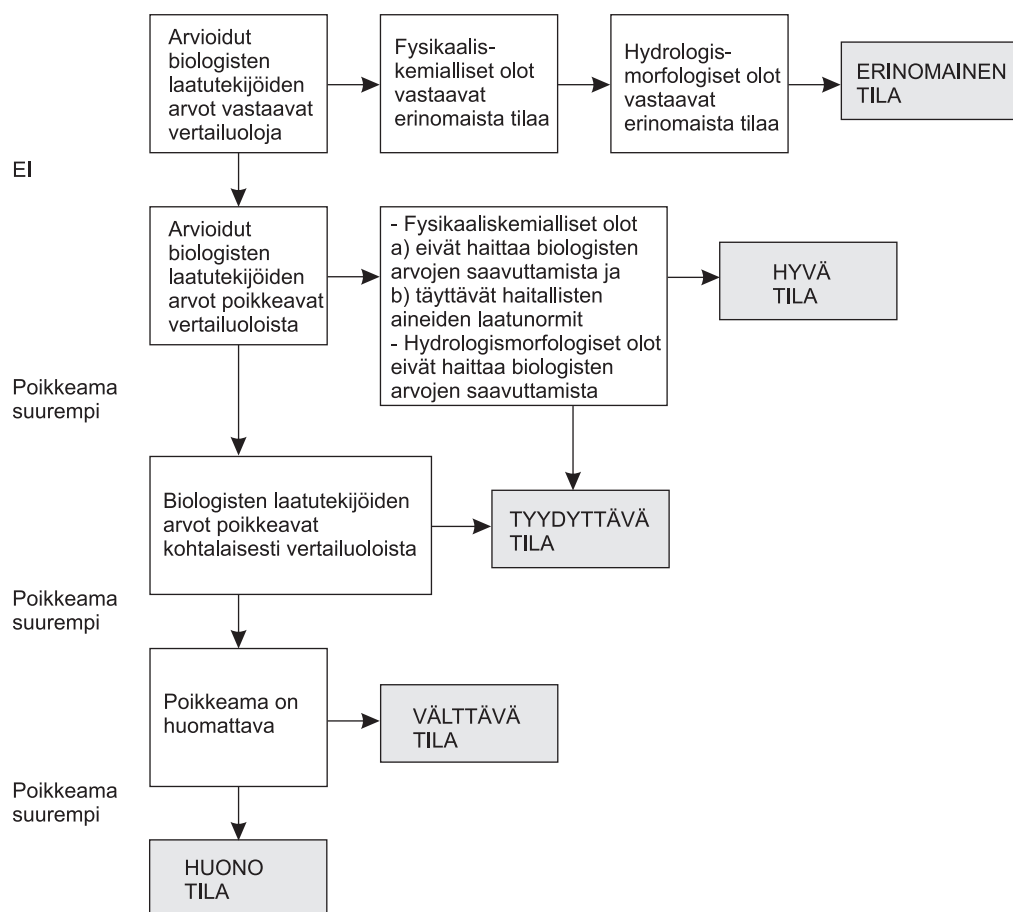 Arvioidut
biologisten
laatutekijöiden
arvot vastaavat
vertailuoloja
Fysikaalis-
kemialliset olot
vastaavat
erinomaista tilaa
Hydrologis-
morfologiset olot
vastaavat
erinomaista tilaa
ERINOMAINEN
TILA
EI
Arvioidut
biologisten
laatutekijöiden
arvot poikkeavat
vertailuoloista
- Fysikaaliskemialliset olot
a) eivät haittaa biologisten
arvojen saavuttamista ja
b) täyttävät haitallisten
aineiden laatunormit
- Hydrologismorfologiset olot
eivät haittaa biologisten
arvojen saavuttamista
HYVÄ
TILA
Poikkeama
suurempi
Biologisten laatutekijöiden
arvot poikkeavat
kohtalaisesti vertailuoloista
TYYDYTTÄVÄ
TILA
Poikkeama
suurempi
Poikkeama on
huomattava
VÄLTTÄVÄ
TILA
Poikkeama
suurempi
HUONO
TILA